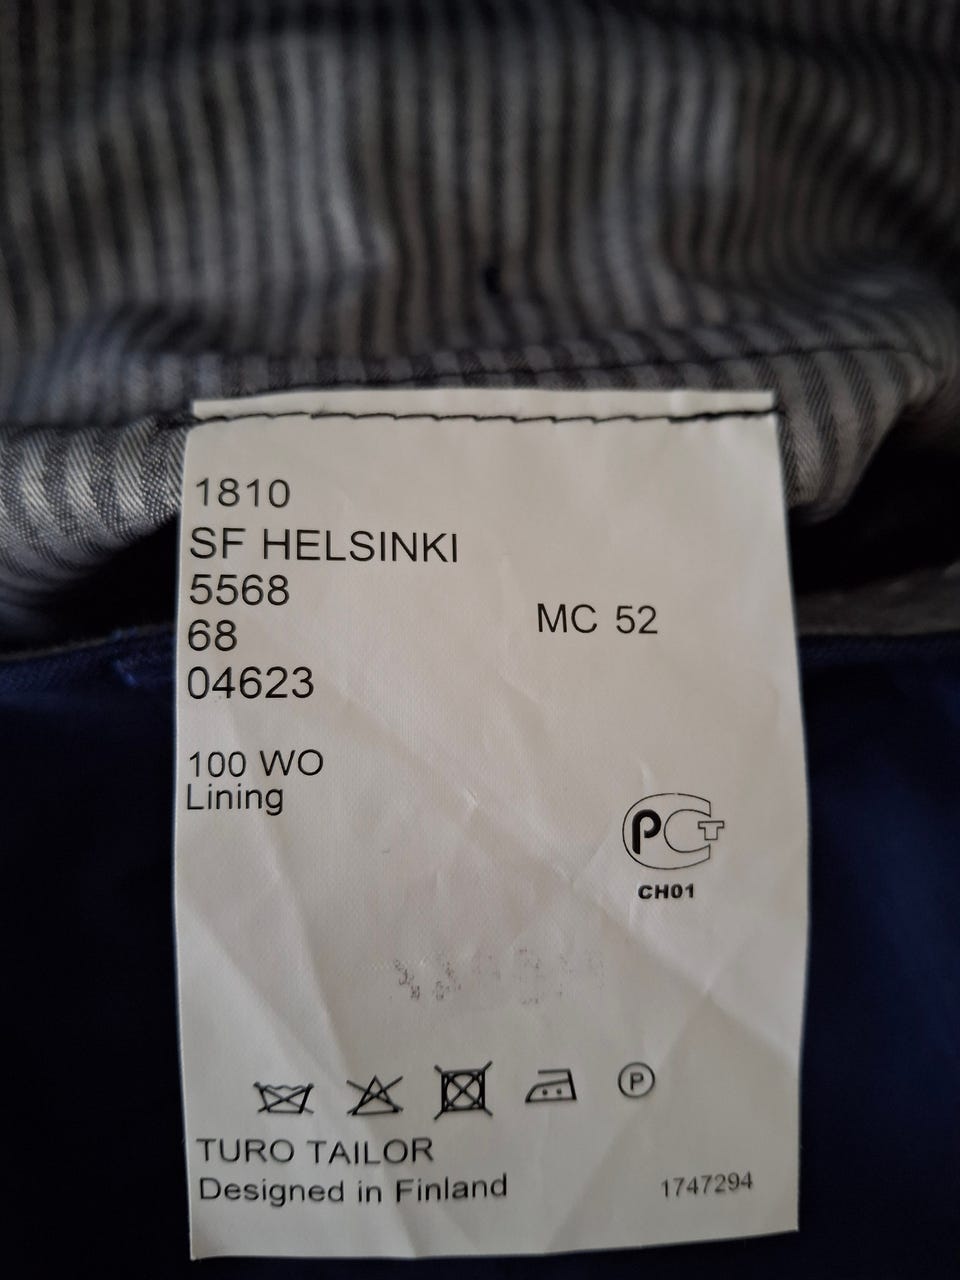 1810
SF HELSINKI
5568
MC 52
68
04623
100 WO
Lining
PCT
CH01
P
TURO TAILOR
Designed in Finland
1747294